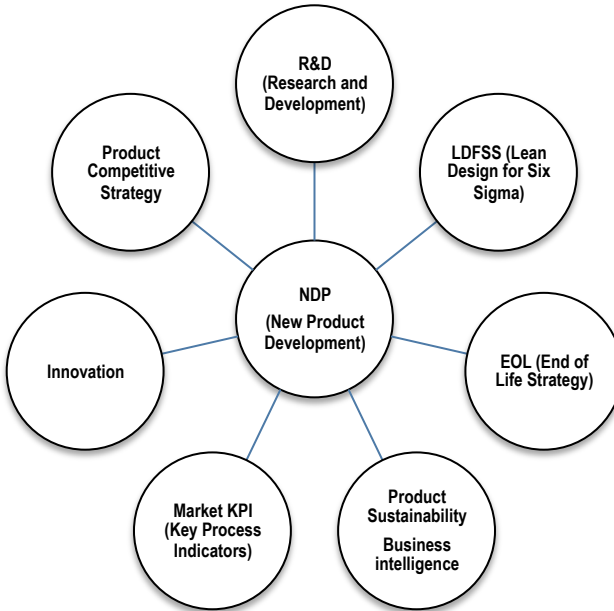 R&D
(Research and
Development)
LDFSS (Lean
Design for Six
Sigma)
EOL (End of
Life Strategy)
Product
Sustainability
Business
intelligence
Market KPI
(Key Process
Indicators)
Innovation
Product
Competitive
Strategy
NDP
(New Product
Development)